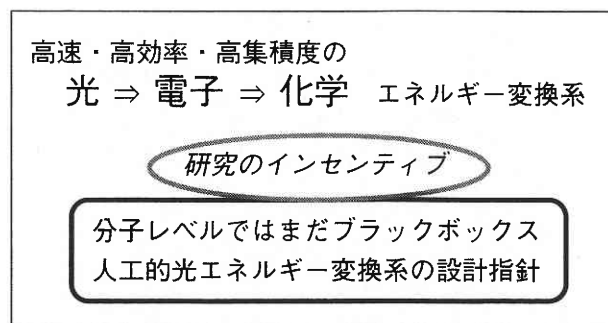 高速・高効率・高集積度の
光 ⇒ 電子 ⇒ 化学 エネルギー変換系
研究のインセンティブ
分子レベルではまだブラックボックス
人工的光エネルギー変換系の設計指針